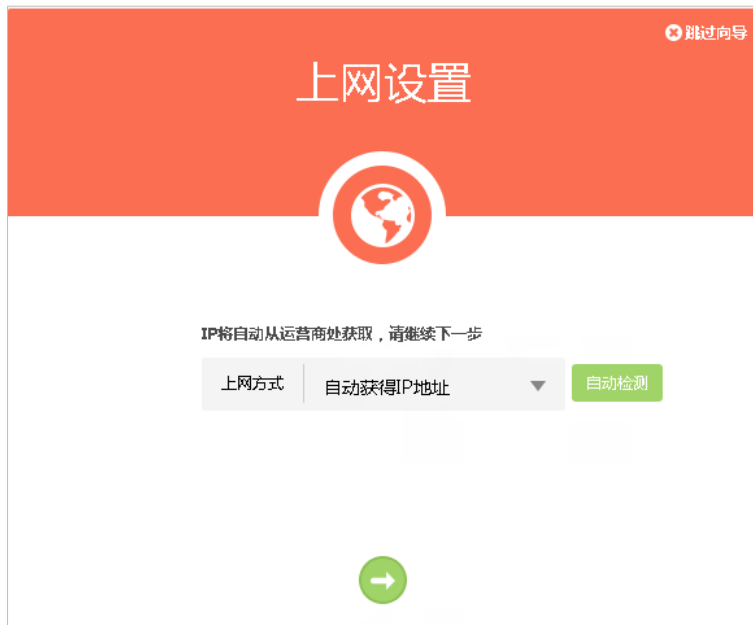 跳过向导
上网设置
IP将自动从运营商处获取，请继续下一步
上网方式
自动获得IP地址
自动检测